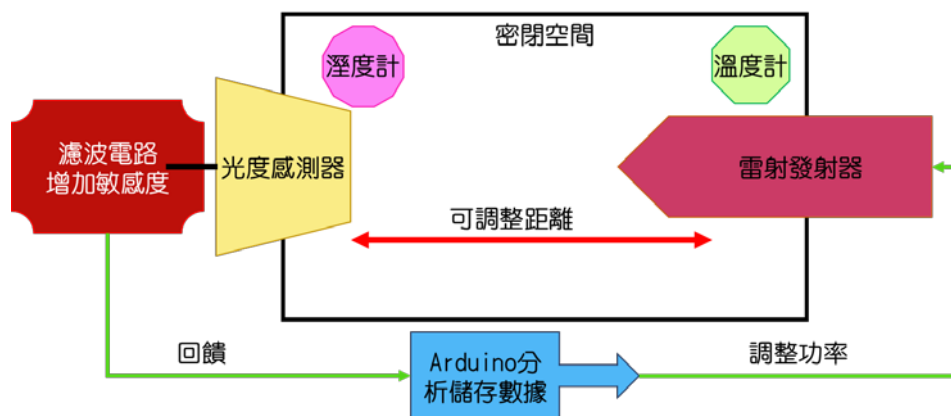 密閉空間
溼度計
溫度計
濾波電路
增加敏感度
光度感測器
雷射發射器
可調整距離
回饋
Arduino分
析儲存數據
調整功率